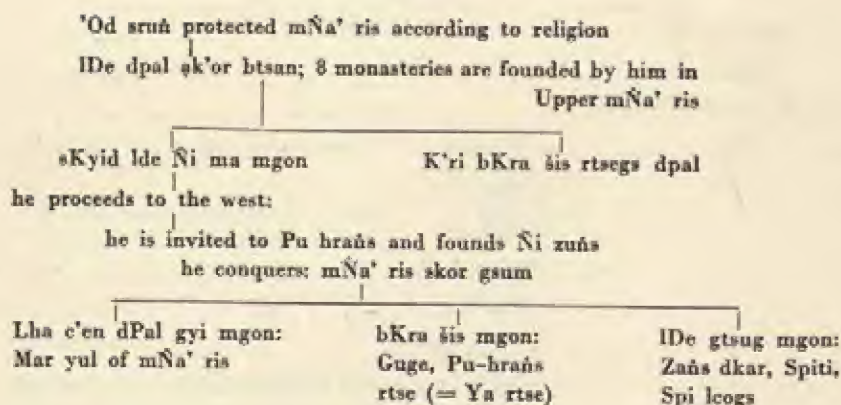 'Od sruṅ protected mÑa' ris according to religion
lDe dpal ạk'or btsan; 8 monasteries are founded by him in
Upper mÑa' ris
sKyid lde Ñi ma mgon K'ri bKra šis rtsegs dpal
he proceeds to the west:
he is invited to Pu hraṅs and founds Ñi zuṅs
he conquers: mÑa' ris skor gsum
Lha c'en dPal gyi mgon: bKra šis mgon: lDe gtsug mgon:
Mar yul of mÑa' ris Guge, Pu-hraṅs Zaṅs dkar, Spiti,
rtse (= Ya rtse) Spi lcogs